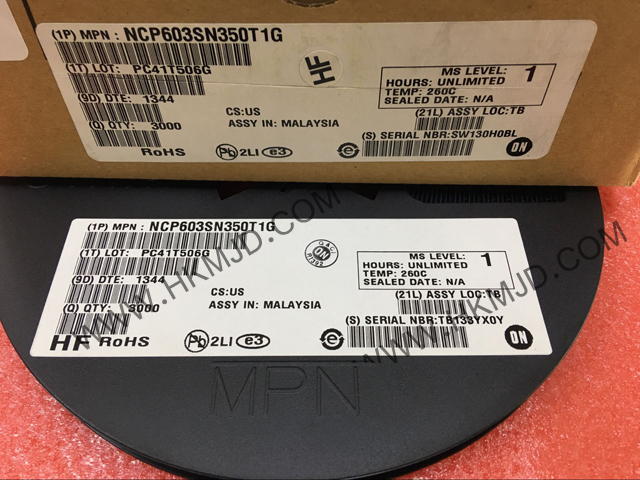 (1P) MPN : NCP603SN350T1G
(1T) LOT: PC41T506G
(9D) DTE: 1344
(Q) QTY: 3000
RoHS
HF
CS:US
ASSY IN: MALAYSIA
Pb 2LI e3 e
MS LEVEL: 1
HOURS: UNLIMITED
TEMP: 260C
SEALED DATE: N/A
(21L) ASSY LOC:TB
(S) SERIAL NBR:SW130H0BL
ON
(1P) MPN : NCP603SN350T1G
(1T) LOT: PC41T506G
(9D) DTE: 1344
(Q) QTY: 3000
HF RoHS
CS:US
ASSY IN: MALAYSIA
Pb 2LI e3 e
ON
MS LEVEL: 1
HOURS: UNLIMITED
TEMP: 260C
SEALED DATE: N/A
(21L) ASSY LOC:TB
(S) SERIAL NBR:TB133YX0Y
ON
MPN
WWW.HKMJD.COM
WWW.HKMJD.COM